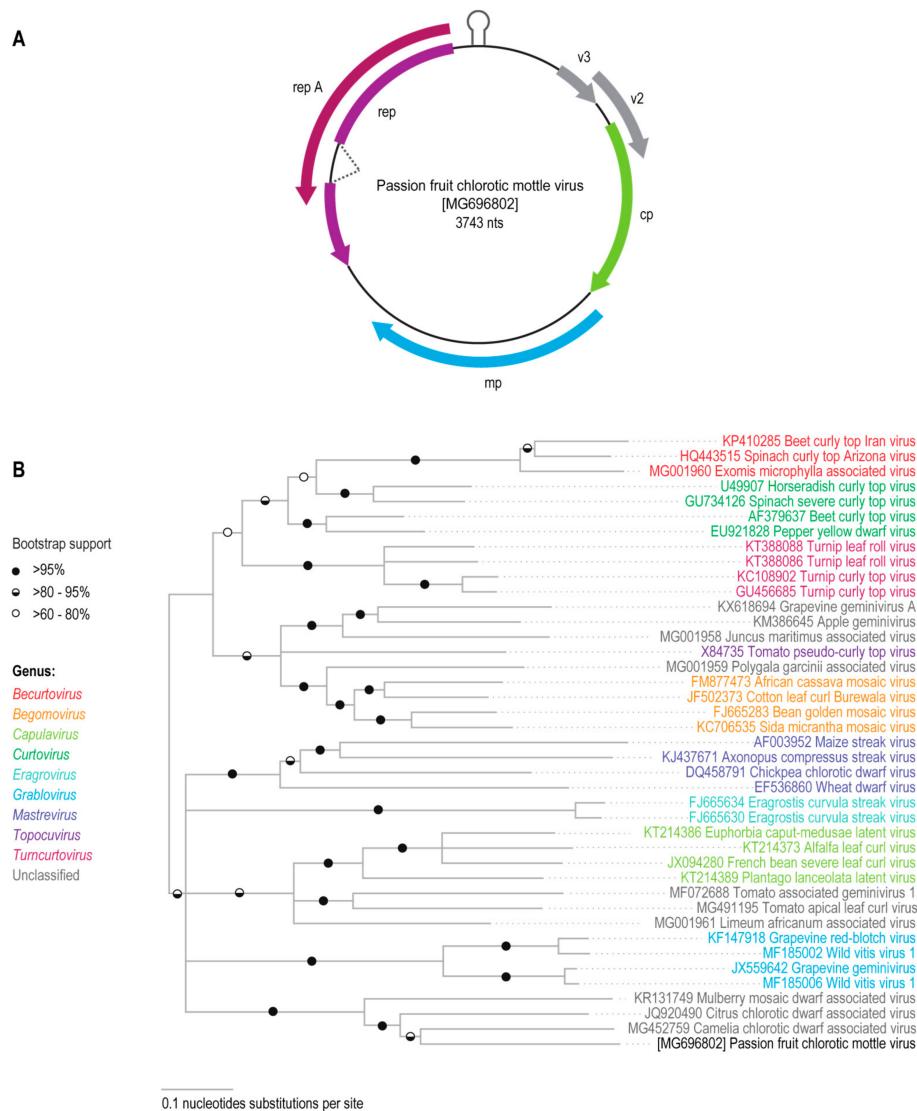 A
rep A
rep
v3
v2
cp
mp
Passion fruit chlorotic mottle virus
[MG696802]
3743 nts
B
Bootstrap support
>95%
>80 - 95%
>60 - 80%
Genus:
Becurtovirus
Begomovirus
Capulavirus
Curtovirus
Eragrovirus
Grablovirus
Mastrevirus
Topocuvirus
Turncurtovirus
Unclassified
KP410285 Beet curly top Iran virus
HQ443515 Spinach curly top Arizona virus
MG001960 Exomis microphylla associated virus
U49907 Horseradish curly top virus
GU734126 Spinach severe curly top virus
AF379637 Beet curly top virus
EU921828 Pepper yellow dwarf virus
KT388088 Turnip leaf roll virus
KT388086 Turnip leaf roll virus
KC108902 Turnip curly top virus
GU456685 Turnip curly top virus
KX618694 Grapevine geminivirus A
KM386645 Apple geminivirus
MG001958 Juncus maritimus associated virus
X84735 Tomato pseudo-curly top virus
MG001959 Polygala garcinii associated virus
FM877473 African cassava mosaic virus
JF502373 Cotton leaf curl Burewala virus
FJ665283 Bean golden mosaic virus
KC706535 Sida micrantha mosaic virus
AF003952 Maize streak virus
KJ437671 Axonopus compressus streak virus
DQ458791 Chickpea chlorotic dwarf virus
EF536860 Wheat dwarf virus
FJ665634 Eragrostis curvula streak virus
FJ665630 Eragrostis curvula streak virus
KT214386 Euphorbia caput-medusae latent virus
KT214373 Alfalfa leaf curl virus
JX094280 French bean severe leaf curl virus
KT214389 Plantago lanceolata latent virus
MF072688 Tomato associated geminivirus 1
MG491195 Tomato apical leaf curl virus
MG001961 Limeum africanum associated virus
KF147918 Grapevine red-blotch virus
MF185002 Wild vitis virus 1
JX559642 Grapevine geminivirus
MF185006 Wild vitis virus 1
KR131749 Mulberry mosaic dwarf associated virus
JQ920490 Citrus chlorotic dwarf associated virus
MG452759 Camelia chlorotic dwarf associated virus
[MG696802] Passion fruit chlorotic mottle virus
0.1 nucleotides substitutions per site